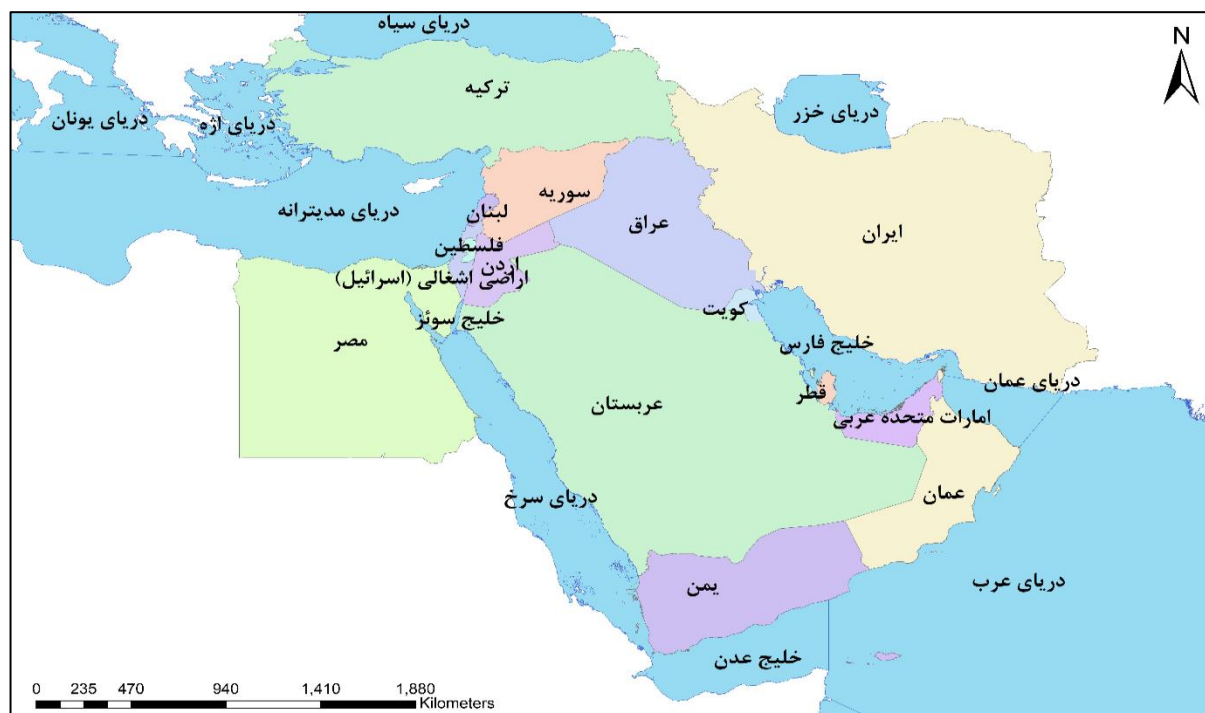 دریای سیاه
N
ترکیه
دریای خزر
دریای یونان
دریای اژه
سوریه
دریای مدیترانه
لبنان
عراق
ایران
فلسطین
اردن
اراضی اشغالی (اسرائیل)
کویت
خلیج سوئز
مصر
خلیج فارس
دریای عمان
قطر
عربستان
امارات متحده عربی
دریای سرخ
عمان
یمن
دریای عرب
خلیج عدن
0 235 470 940 1,410 1,880
Kilometers